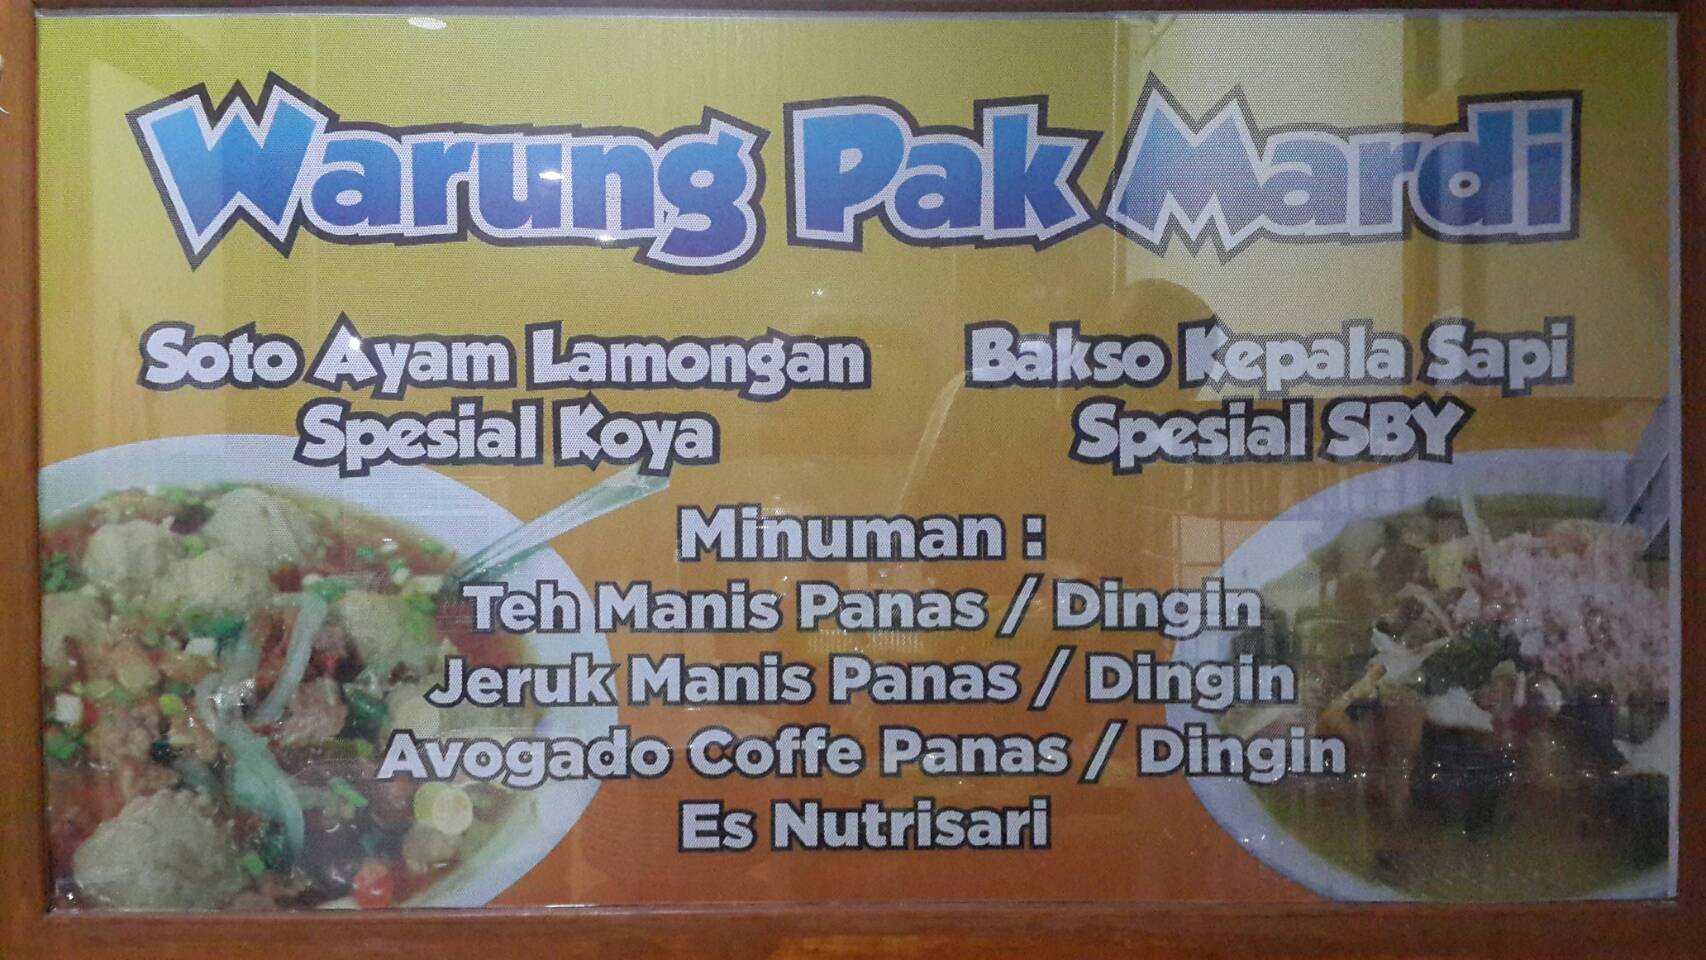 Warung Pak Mardi
Soto Ayam Lamongan
Spesial Koya
Bakso Kepala Sapi
Spesial SBY
Minuman :
Teh Manis Panas / Dingin
Jeruk Manis Panas / Dingin
Avogado Coffe Panas / Dingin
Es Nutrisari